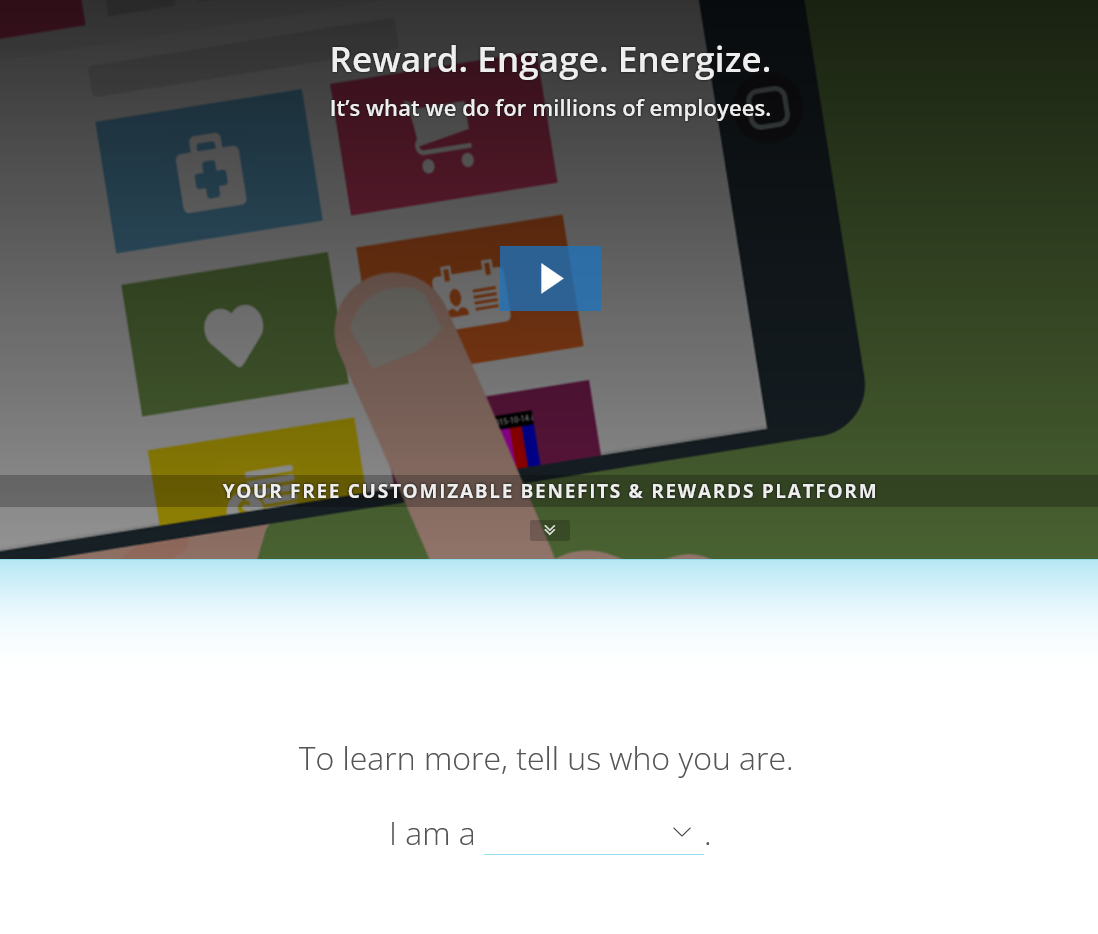 Reward. Engage. Energize.
It’s what we do for millions of employees.
YOUR FREE CUSTOMIZABLE BENEFITS & REWARDS PLATFORM
To learn more, tell us who you are.
I am a .